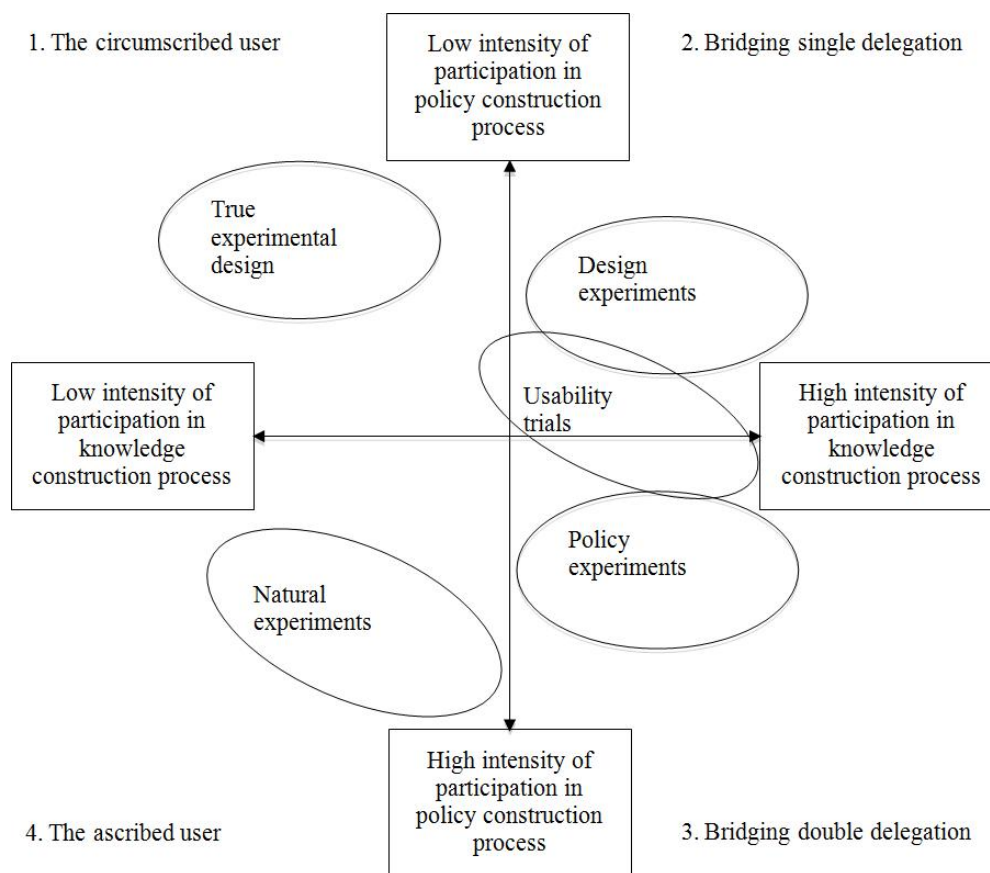 1. The circumscribed user
Low intensity of
participation in
policy construction
process
2. Bridging single delegation
True
experimental
design
Design
experiments
Low intensity of
participation in
knowledge
construction process
Usability
trials
High intensity of
participation in
knowledge
construction process
Policy
experiments
Natural
experiments
High intensity of
participation in
policy construction
process
4. The ascribed user
3. Bridging double delegation